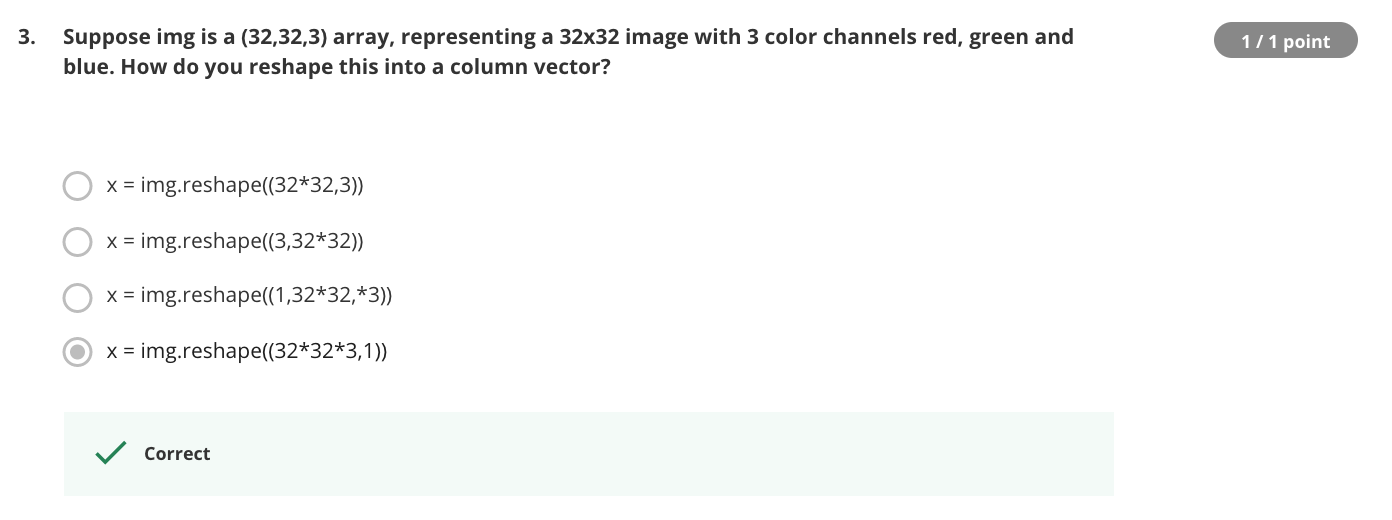 3. Suppose img is a (32,32,3) array, representing a 32x32 image with 3 color channels red, green and
blue. How do you reshape this into a column vector?
1 / 1 point
x = img.reshape((32*32,3))
x = img.reshape((3,32*32))
x = img.reshape((1,32*32,*3))
x = img.reshape((32*32*3,1))
Correct